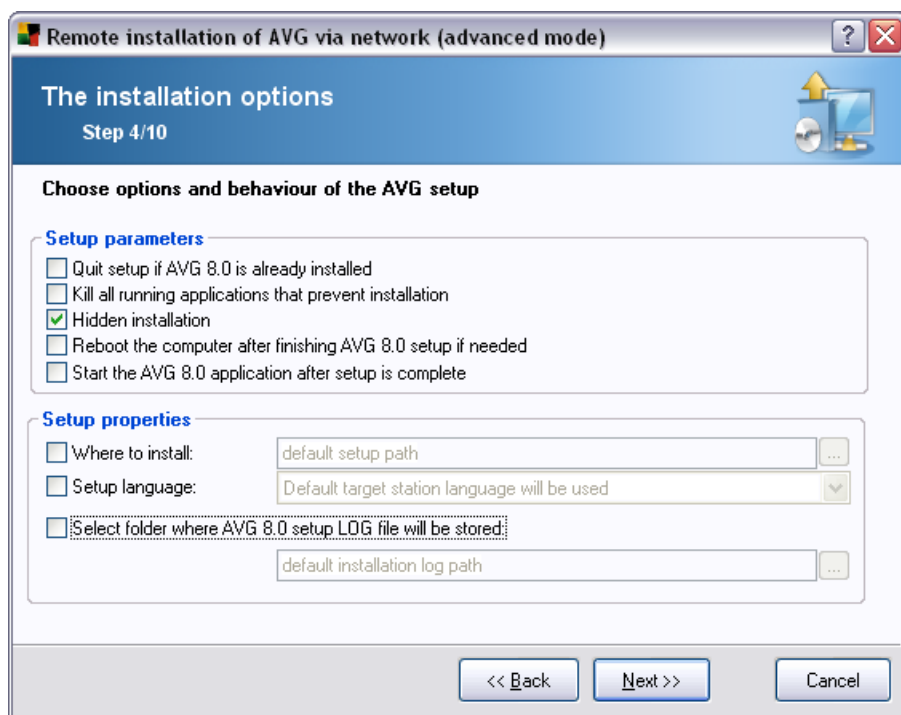 Remote installation of AVG via network (advanced mode)
The installation options
Step 4/10
Choose options and behaviour of the AVG setup
Setup parameters
Quit setup if AVG 8.0 is already installed
Kill all running applications that prevent installation
Hidden installation
Reboot the computer after finishing AVG 8.0 setup if needed
Start the AVG 8.0 application after setup is complete
Setup properties
Where to install: default setup path ...
Setup language: Default target station language will be used
Select folder where AVG 8.0 setup LOG file will be stored:
default installation log path ...
<< Back Next >> Cancel